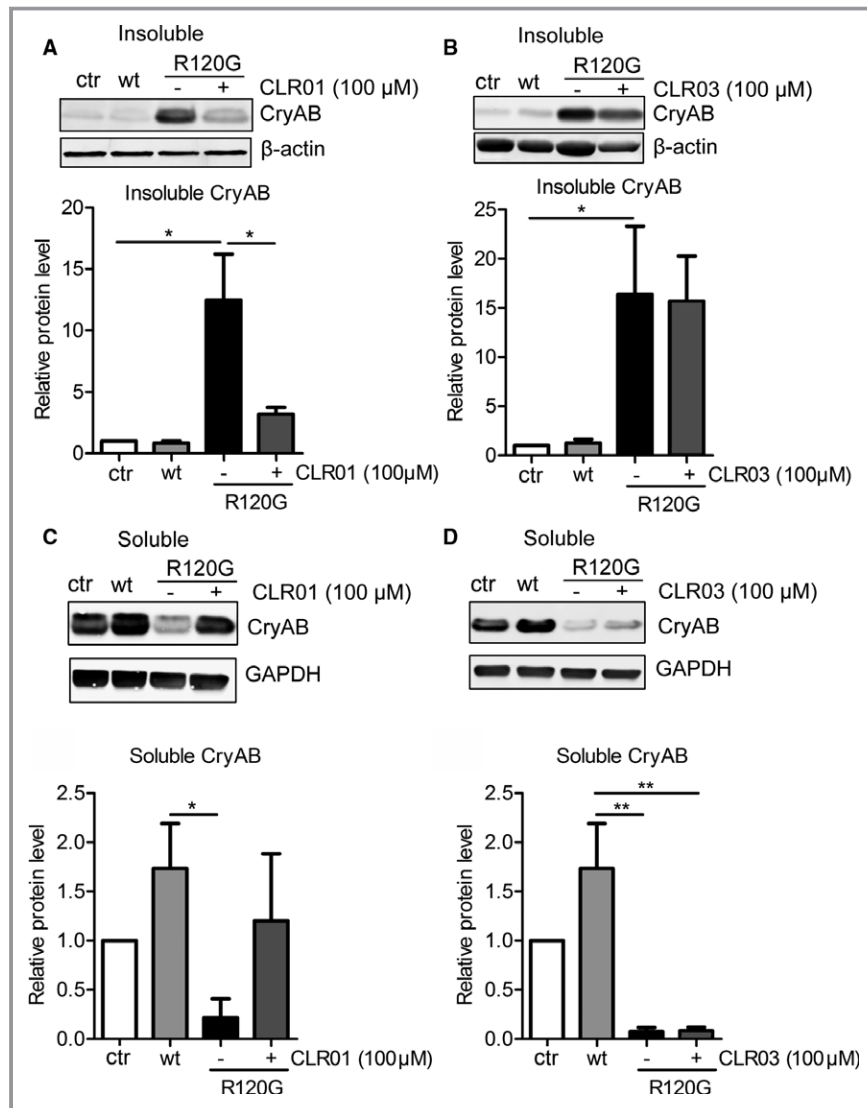 A Insoluble
ctr wt R120G
- + CLR01 (100 µM)
CryAB
β-actin
Insoluble CryAB
Relative protein level
20
15
10
5
0
* *
ctr wt - + CLR01 (100µM)
R120G
B Insoluble
ctr wt R120G
- + CLR03 (100 µM)
CryAB
β-actin
Insoluble CryAB
Relative protein level
25
20
15
10
5
0
*
ctr wt - + CLR03 (100µM)
R120G
C Soluble
ctr wt R120G
- + CLR01 (100 µM)
CryAB
GAPDH
Soluble CryAB
Relative protein level
2.5
2.0
1.5
1.0
0.5
0.0
*
ctr wt - + CLR01 (100µM)
R120G
D Soluble
ctr wt R120G
- + CLR03 (100 µM)
CryAB
GAPDH
Soluble CryAB
Relative protein level
2.5
2.0
1.5
1.0
0.5
0.0
**
**
ctr wt - + CLR03 (100µM)
R120G